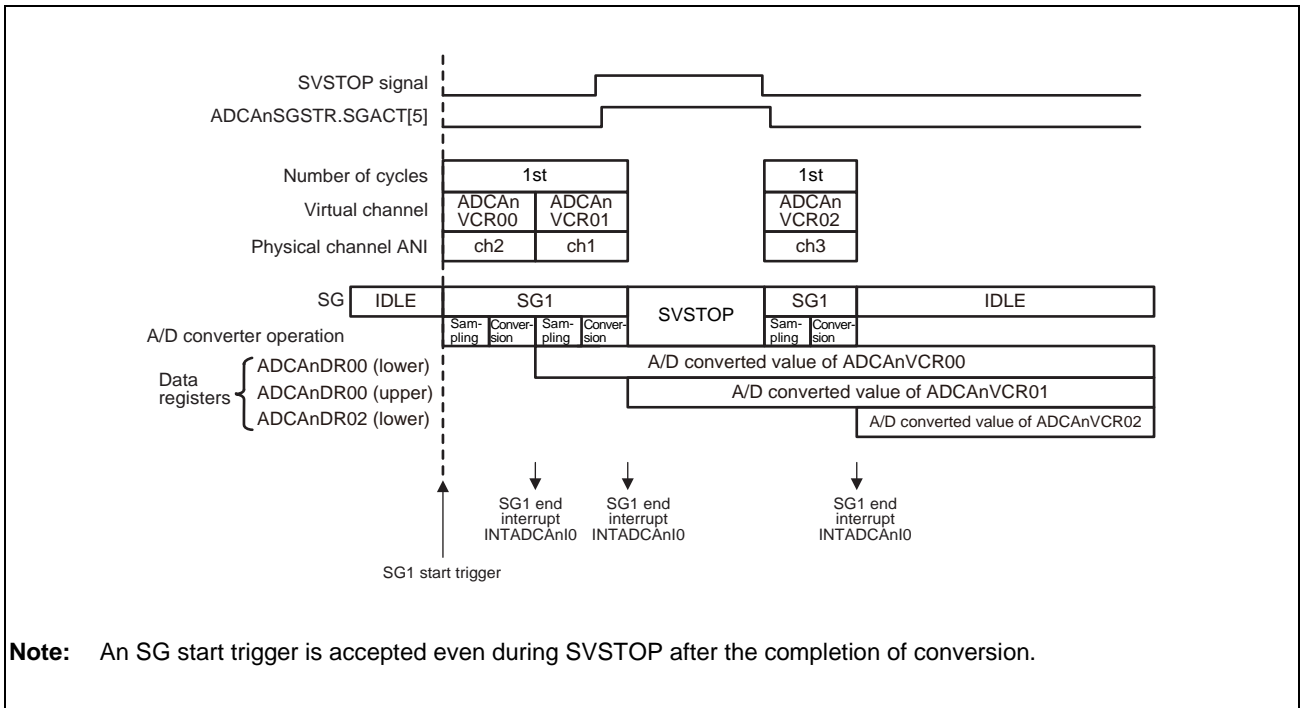 SVSTOP signal
ADCAnSGSTR.SGACT[5]
Number of cycles 1st 1st
Virtual channel ADCAn VCR00 ADCAn VCR01 ADCAn VCR02
Physical channel ANI ch2 ch1 ch3
SG IDLE SG1 SVSTOP SG1 IDLE
A/D converter operation Sam- pling Conver- sion Sam- pling Conver- sion Sam- pling Conver- sion
Data registers
ADCAnDR00 (lower) A/D converted value of ADCAnVCR00
ADCAnDR00 (upper) A/D converted value of ADCAnVCR01
ADCAnDR02 (lower) A/D converted value of ADCAnVCR02
SG1 end interrupt INTADCAnI0
SG1 end interrupt INTADCAnI0
SG1 end interrupt INTADCAnI0
SG1 start trigger
Note: An SG start trigger is accepted even during SVSTOP after the completion of conversion.